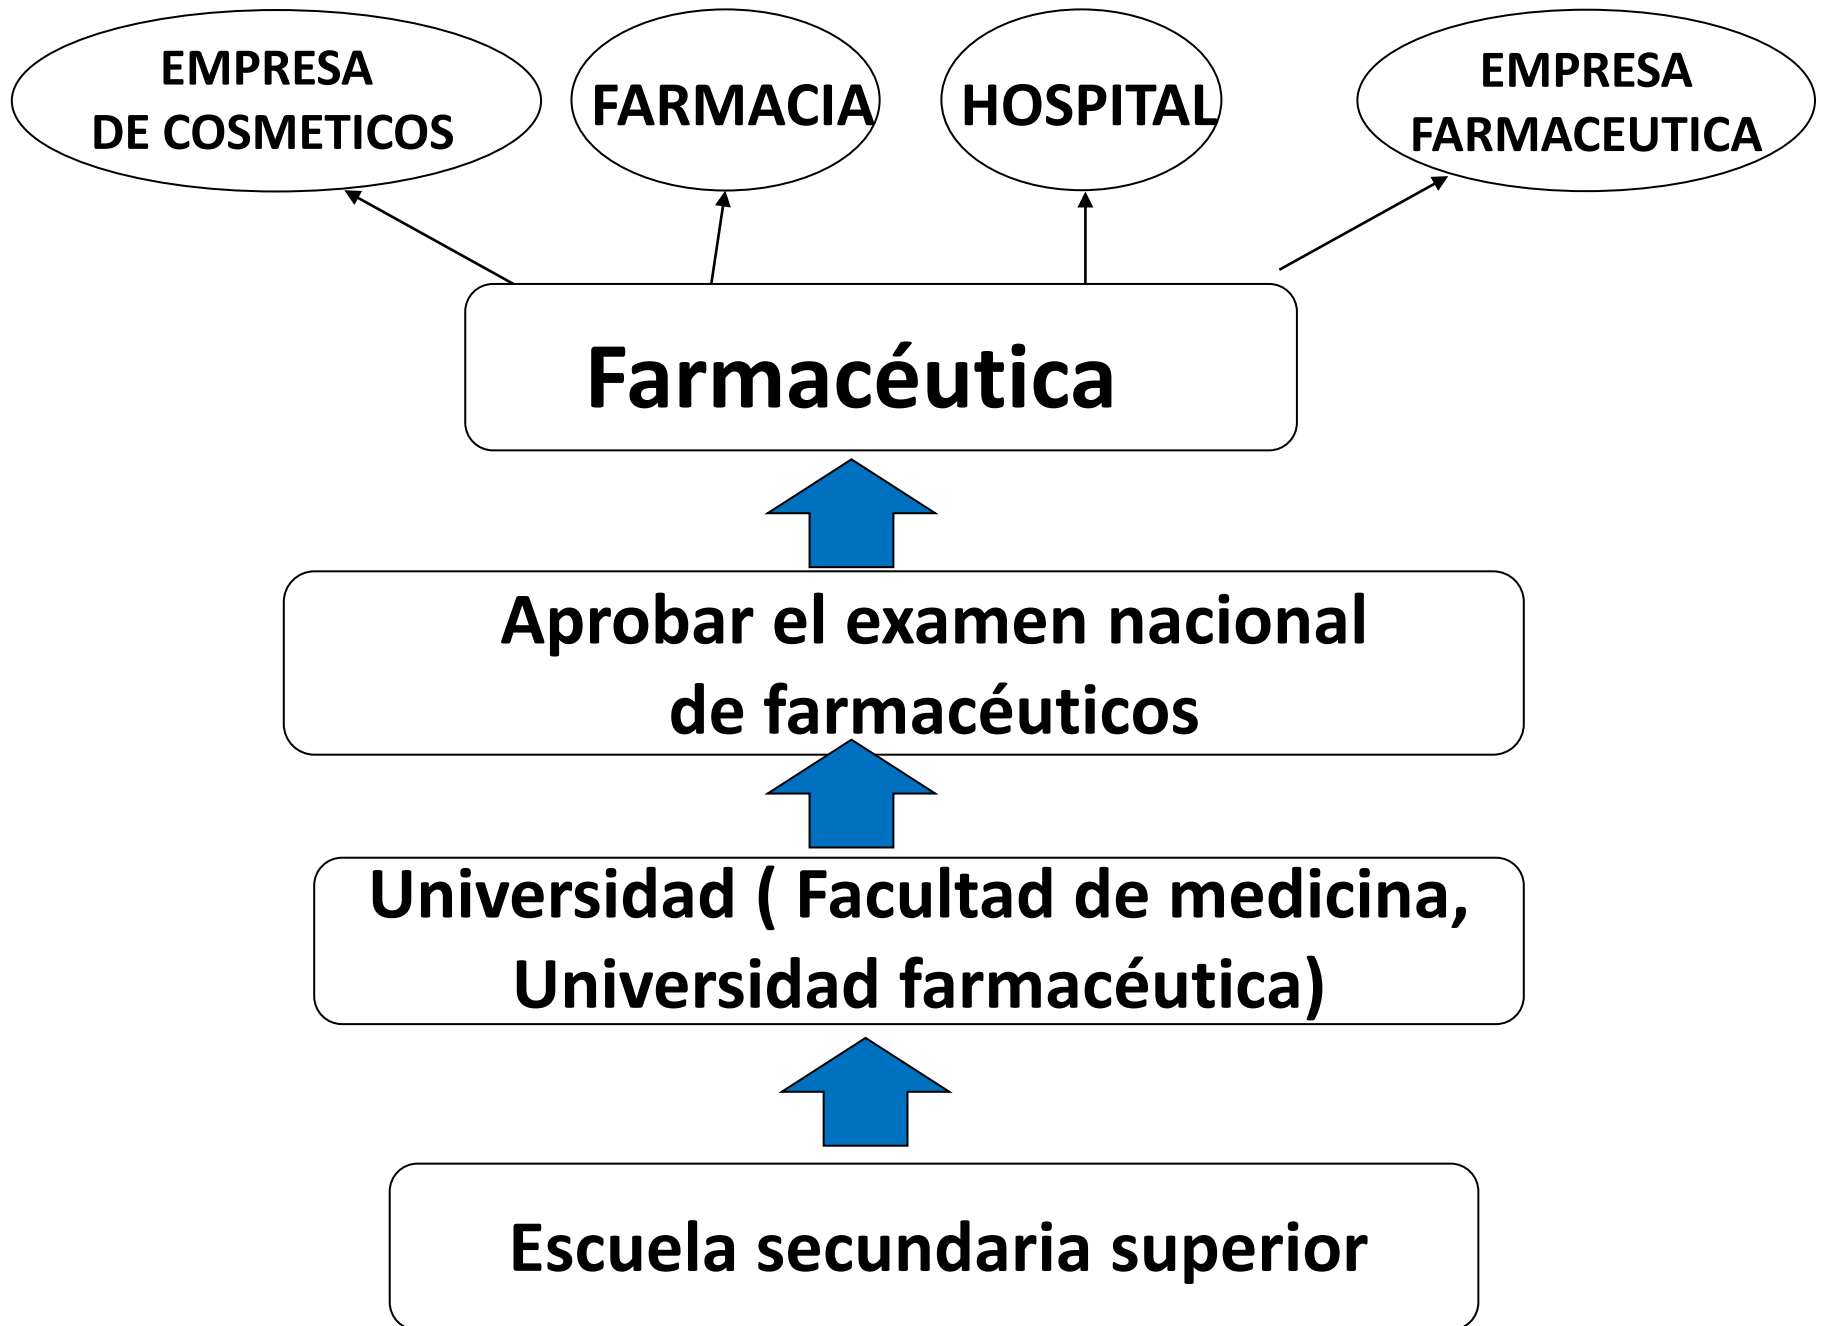 EMPRESA
DE COSMETICOS
FARMACIA
HOSPITAL
EMPRESA
FARMACEUTICA
Farmacéutica
Aprobar el examen nacional
de farmacéuticos
Universidad ( Facultad de medicina,
Universidad farmacéutica)
Escuela secundaria superior